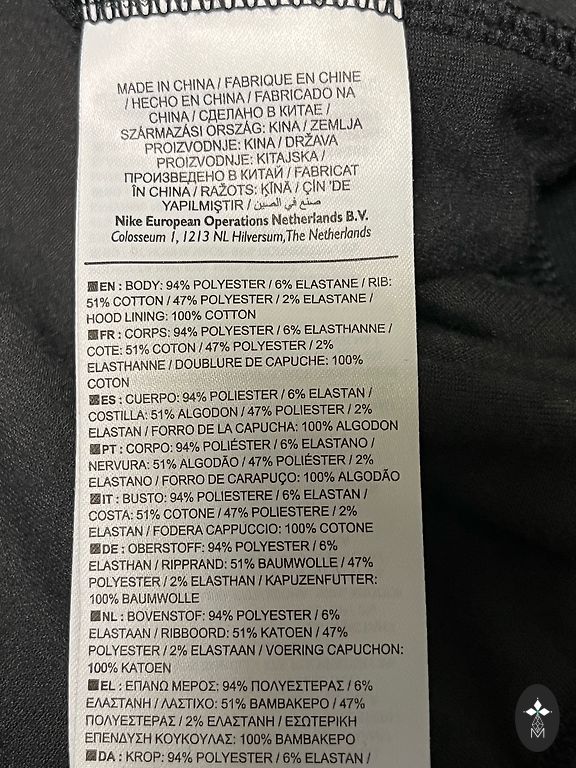 MADE IN CHINA / FABRIQUE EN CHINE
/ HECHO EN CHINA / FABRICADO NA
CHINA / СДЕЛАНО В КИТАЕ /
SZÁRMAZÁSI ORSZÁG: KINA / ZEMLJA
PROIZVODNJE: KINA / DRŽAVA
PROIZVODNJE: KITAJSKA /
ПРОИЗВЕДЕНО В КИТАЙ / FABRICAT
ÎN CHINA / RAŽOTS: ĶĪNĀ / ÇİN 'DE
YAPILMIŞTIR / صنع في الصين
Nike European Operations Netherlands B.V.
Colosseum 1, 1213 NL Hilversum,The Netherlands
EN : BODY: 94% POLYESTER / 6% ELASTANE / RIB:
51% COTTON / 47% POLYESTER / 2% ELASTANE /
HOOD LINING: 100% COTTON
FR : CORPS: 94% POLYESTER / 6% ELASTHANNE /
COTE: 51% COTON / 47% POLYESTER / 2%
ELASTHANNE / DOUBLURE DE CAPUCHE: 100%
COTON
ES : CUERPO: 94% POLIESTER / 6% ELASTAN /
COSTILLA: 51% ALGODON / 47% POLIESTER / 2%
ELASTAN / FORRO DE LA CAPUCHA: 100% ALGODON
PT : CORPO: 94% POLIÉSTER / 6% ELASTANO /
NERVURA: 51% ALGODÃO / 47% POLIÉSTER / 2%
ELASTANO / FORRO DE CARAPUÇO: 100% ALGODÃO
IT : BUSTO: 94% POLIESTERE / 6% ELASTAN /
COSTA: 51% COTONE / 47% POLIESTERE / 2%
ELASTAN / FODERA CAPPUCCIO: 100% COTONE
DE : OBERSTOFF: 94% POLYESTER / 6%
ELASTHAN / RIPPRAND: 51% BAUMWOLLE / 47%
POLYESTER / 2% ELASTHAN / KAPUZENFUTTER:
100% BAUMWOLLE
NL : BOVENSTOF: 94% POLYESTER / 6%
ELASTAAN / RIBBOORD: 51% KATOEN / 47%
POLYESTER / 2% ELASTAAN / VOERING CAPUCHON:
100% KATOEN
EL : ΕΠΑΝΩ ΜΕΡΟΣ: 94% ΠΟΛΥΕΣΤΕΡΑΣ / 6%
ΕΛΑΣΤΑΝΗ / ΛΑΣΤΙΧΟ: 51% ΒΑΜΒΑΚΕΡΟ / 47%
ΠΟΛΥΕΣΤΕΡΑΣ / 2% ΕΛΑΣΤΑΝΗ / ΕΣΩΤΕΡΙΚΗ
ΕΠΕΝΔΥΣΗ ΚΟΥΚΟΥΛΑΣ: 100% ΒΑΜΒΑΚΕΡΟ
DA : KROP: 94% POLYESTER / 6% ELASTAN /